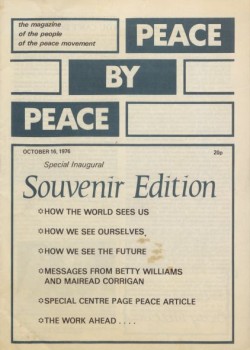 the magazine
of the people
of the peace movement
PEACE
BY
PEACE
OCTOBER 16, 1976 20p
Special Inaugural
Souvenir Edition
✡HOW THE WORLD SEES US
✡HOW WE SEE OURSELVES
✡HOW WE SEE THE FUTURE
✡MESSAGES FROM BETTY WILLIAMS
AND MAIREAD CORRIGAN
✡SPECIAL CENTRE PAGE PEACE ARTICLE
✡THE WORK AHEAD . . . .